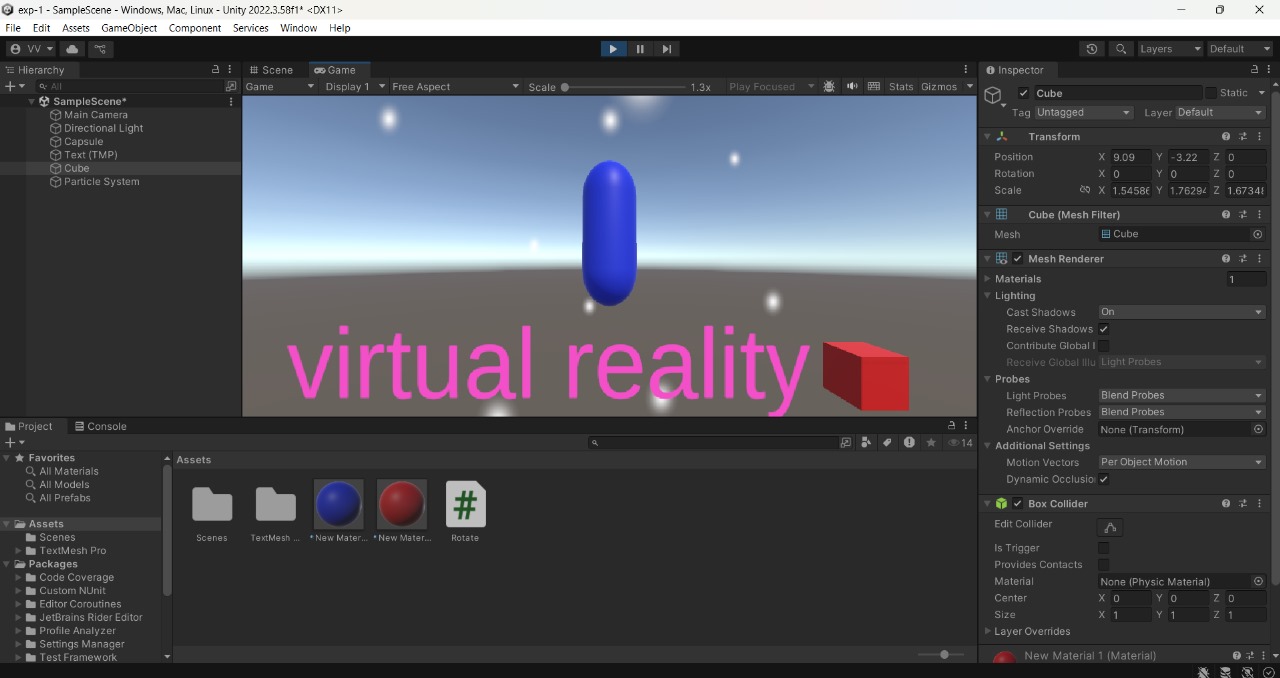 exp-1 - SampleScene - Windows, Mac, Linux - Unity 2022.3.58f1* <DX11>
File Edit Assets GameObject Component Services Window Help
VV Layers Default
Hierarchy
All
SampleScene*
Main Camera
Directional Light
Capsule
Text (TMP)
Cube
Particle System
Scene Game
Game Display 1 Free Aspect Scale 1.3x Play Focused Stats Gizmos
virtual reality
Project Console
14
Favorites
All Materials
All Models
All Prefabs
Assets
Scenes
TextMesh Pro
Packages
Code Coverage
Custom NUnit
Editor Coroutines
JetBrains Rider Editor
Profile Analyzer
Settings Manager
Test Framework
Assets
#
Scenes TextMesh ... *New Mater... *New Mater... Rotate
Inspector
Cube Static
Tag Untagged Layer Default
Transform
Position X 9.09 Y -3.22 Z 0
Rotation X 0 Y 0 Z 0
Scale X 1.5458€ Y 1.7629 Z 1.6734
Cube (Mesh Filter)
Mesh Cube
Mesh Renderer
Materials 1
Lighting
Cast Shadows On
Receive Shadows
Contribute Global I
Receive Global Illu Light Probes
Probes
Light Probes Blend Probes
Reflection Probes Blend Probes
Anchor Override None (Transform)
Additional Settings
Motion Vectors Per Object Motion
Dynamic Occlusio
Box Collider
Edit Collider
Is Trigger
Provides Contacts
Material None (Physic Material)
Center X 0 Y 0 Z 0
Size X 1 Y 1 Z 1
Layer Overrides
New Material 1 (Material)